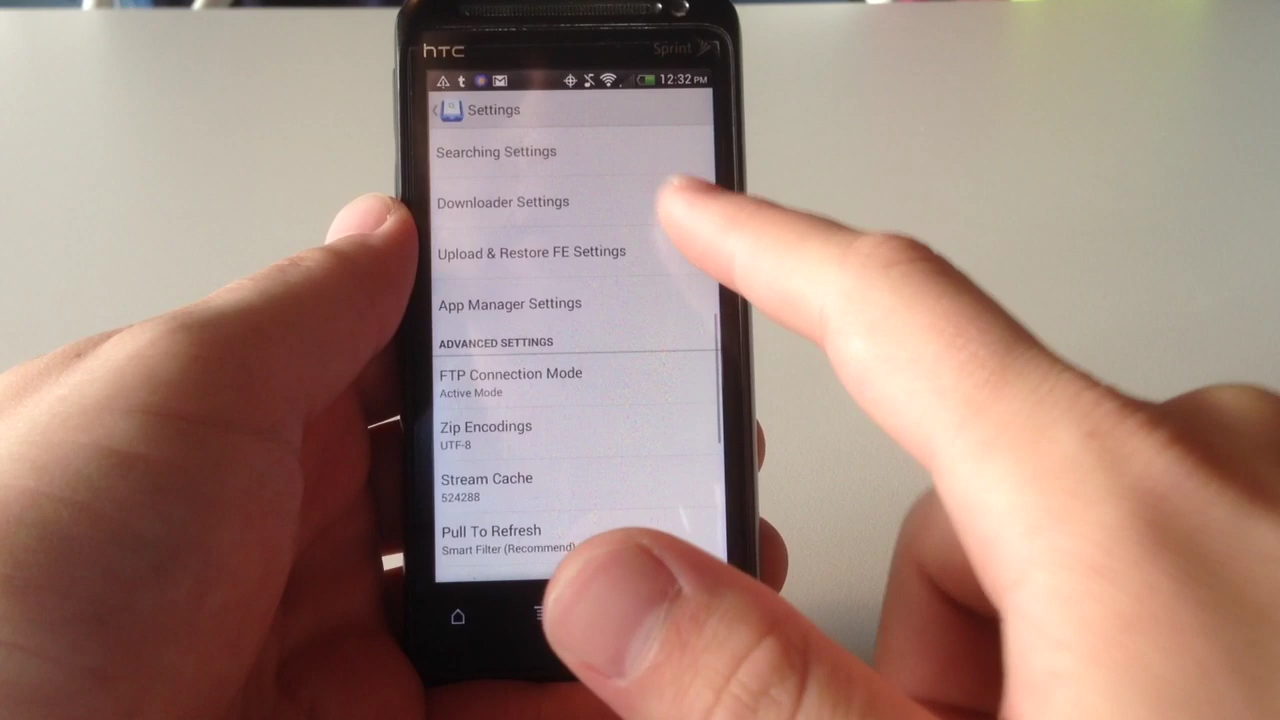 hTC
Sprint
t 12:32 PM
Settings
Searching Settings
Downloader Settings
Upload & Restore FE Settings
App Manager Settings
ADVANCED SETTINGS
FTP Connection Mode
Active Mode
Zip Encodings
UTF-8
Stream Cache
524288
Pull To Refresh
Smart Filter (Recommend)